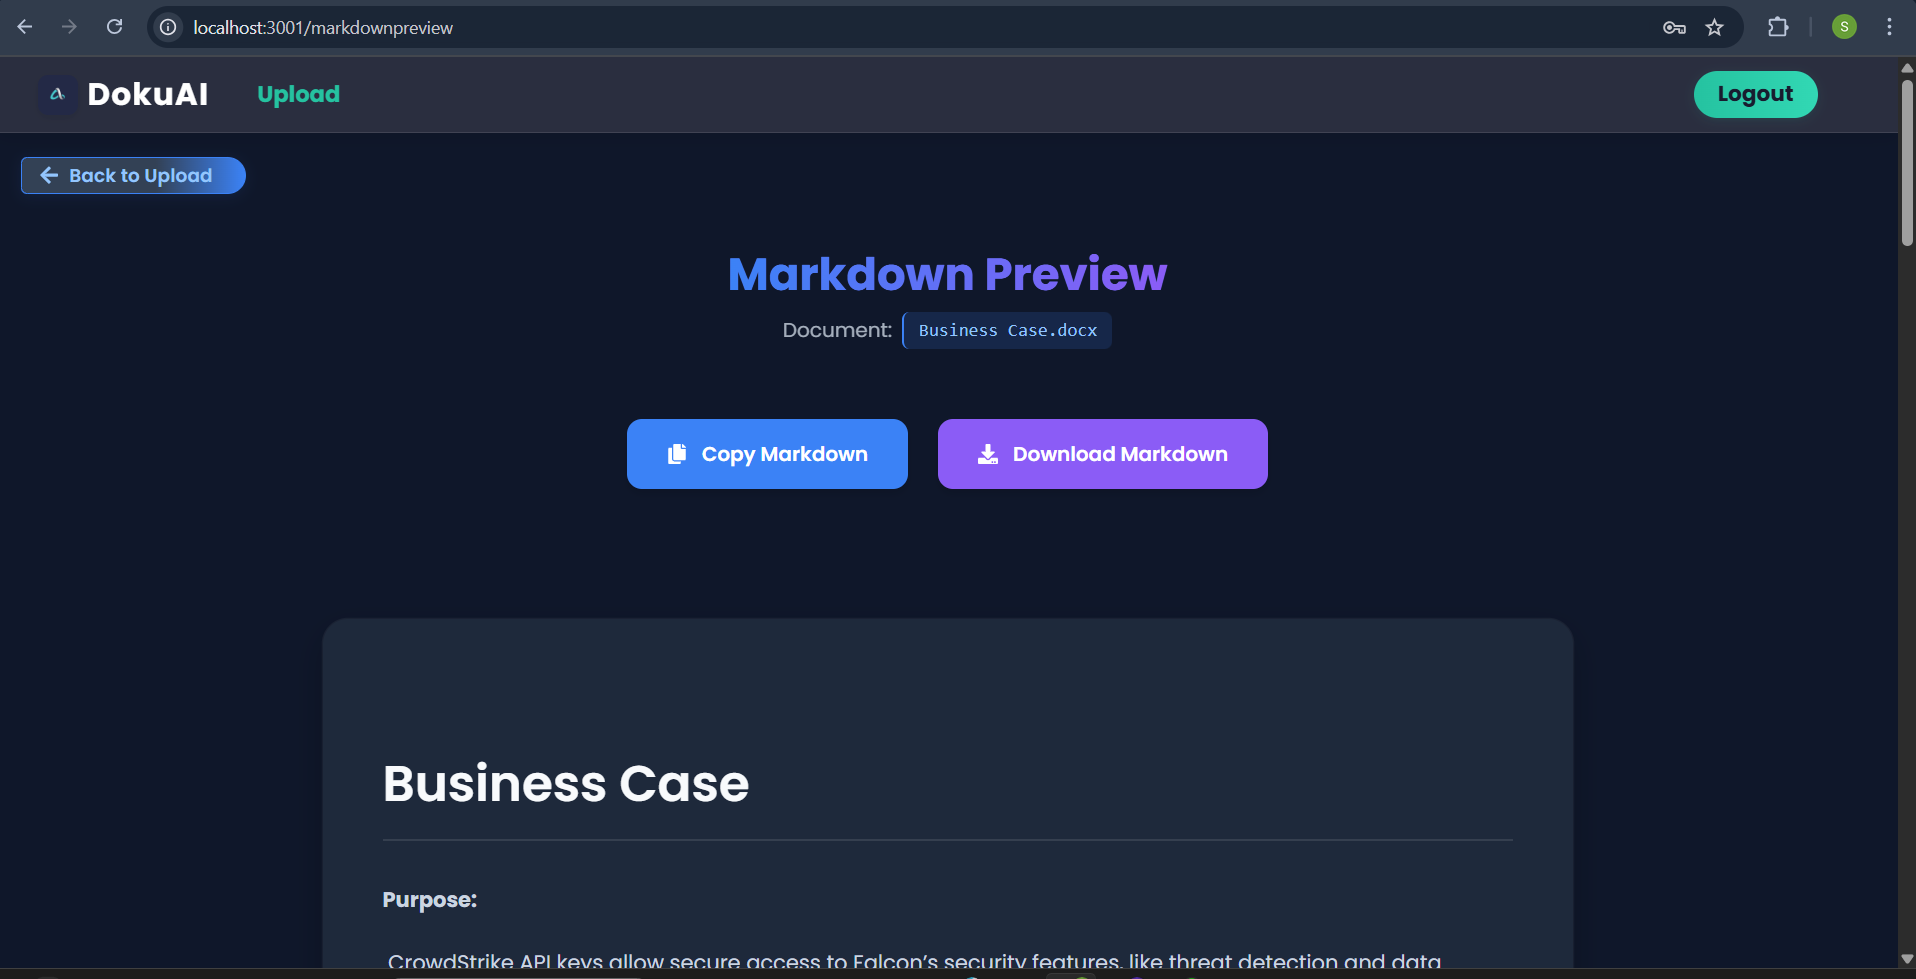 localhost:3001/markdownpreview
S
DokuAI
Upload
Logout
Back to Upload
Markdown Preview
Document: Business Case.docx
Copy Markdown
Download Markdown
Business Case
Purpose:
CrowdStrike API keys allow secure access to Falcon’s security features, like threat detection and data